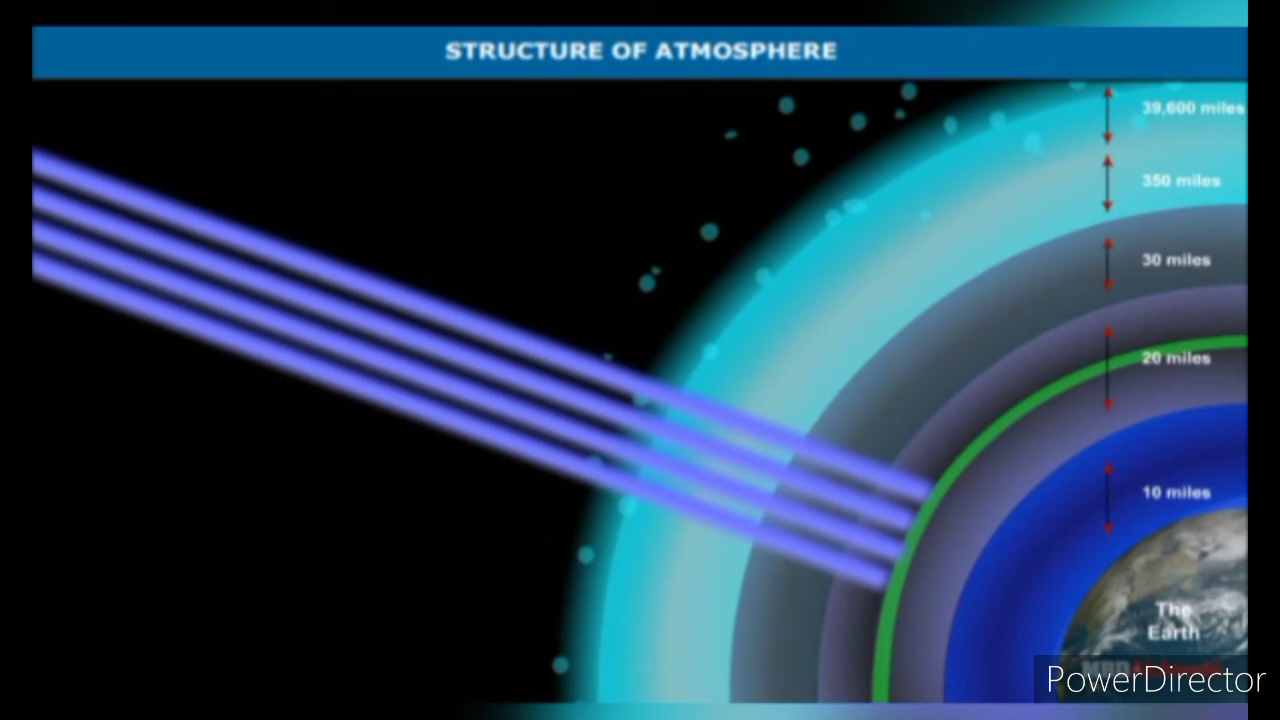 STRUCTURE OF ATMOSPHERE
39,600 miles
350 miles
30 miles
20 miles
10 miles
The
Earth
PowerDirector